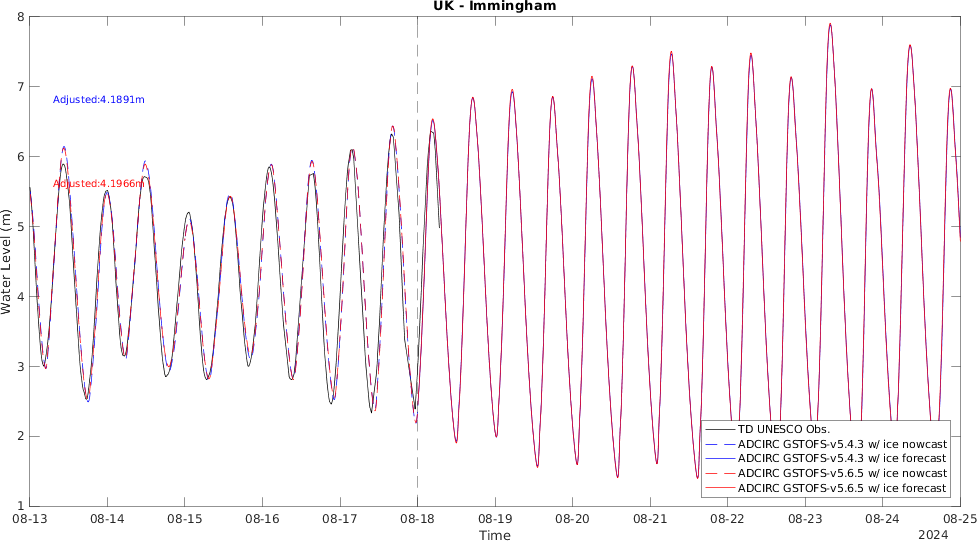 UK - Immingham
8
7
6
5
4
3
2
1
Water Level (m)
Adjusted:4.1891m
Adjusted:4.1966m
TD UNESCO Obs.
ADCIRC GSTOFS-v5.4.3 w/ ice nowcast
ADCIRC GSTOFS-v5.4.3 w/ ice forecast
ADCIRC GSTOFS-v5.6.5 w/ ice nowcast
ADCIRC GSTOFS-v5.6.5 w/ ice forecast
08-13 08-14 08-15 08-16 08-17 08-18 08-19 08-20 08-21 08-22 08-23 08-24 08-25
Time
2024